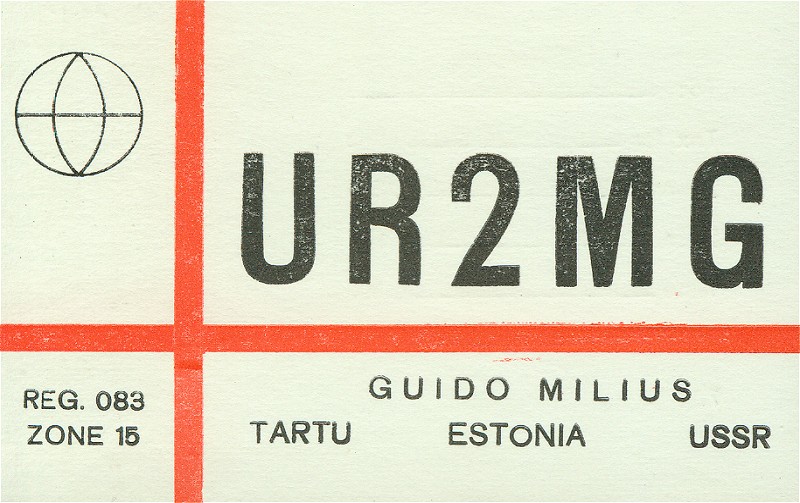 UR2MG
REG. 083
ZONE 15
GUIDO MILIUS
TARTU ESTONIA USSR